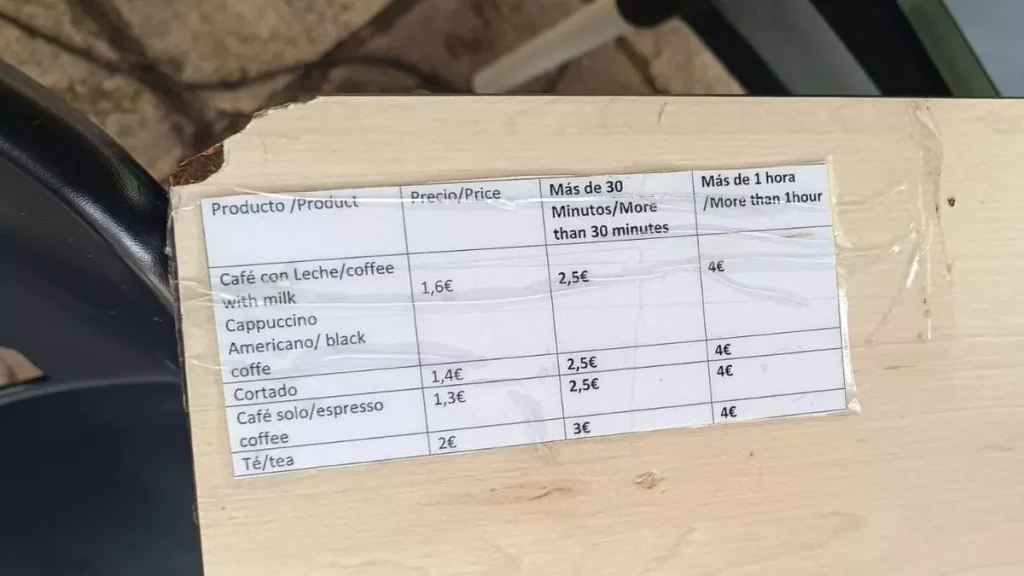 Producto /Product Precio/Price Más de 30 Minutos/More than 30 minutes Más de 1 hora /More than 1hour
Café con Leche/coffee with milk
Cappuccino
Americano/ black coffe 1,6€ 2,5€ 4€
Cortado 1,4€ 2,5€ 4€
Café solo/espresso coffee 1,3€ 2,5€ 4€
Té/tea 2€ 3€ 4€